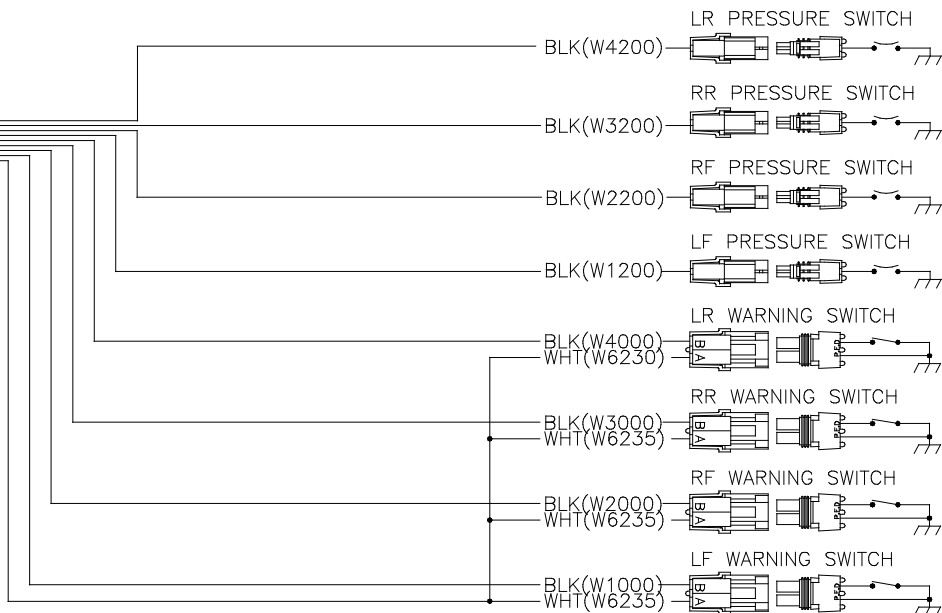 LR PRESSURE SWITCH
BLK(W4200)
RR PRESSURE SWITCH
BLK(W3200)
RF PRESSURE SWITCH
BLK(W2200)
LF PRESSURE SWITCH
BLK(W1200)
LR WARNING SWITCH
BLK(W4000)
B
WHT(W6230)
A
RR WARNING SWITCH
BLK(W3000)
B
WHT(W6235)
A
RF WARNING SWITCH
BLK(W2000)
B
WHT(W6235)
A
LF WARNING SWITCH
BLK(W1000)
B
WHT(W6235)
A